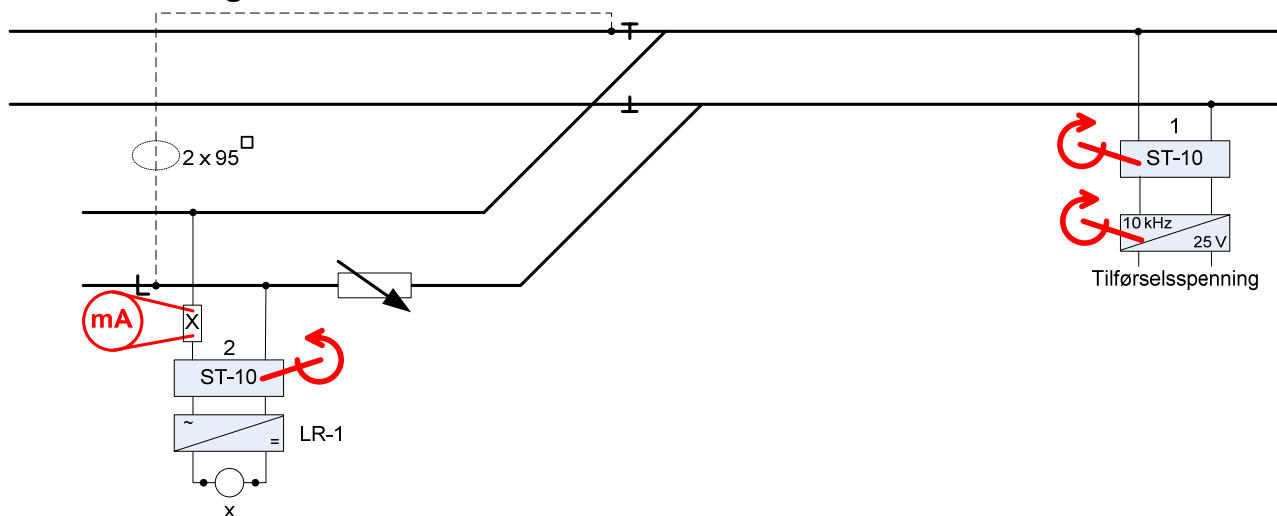 g
2 x 95
1
ST-10
10 kHz
25 V
Tilførselsspenning
mA
X
2
ST-10
~
=
LR-1
x